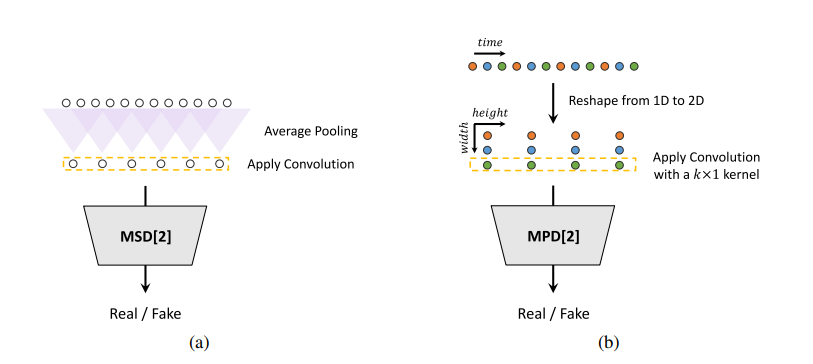 Average Pooling
Apply Convolution
MSD[2]
Real / Fake
(a)
time
Reshape from 1D to 2D
height
width
Apply Convolution
with a k×1 kernel
MPD[2]
Real / Fake
(b)